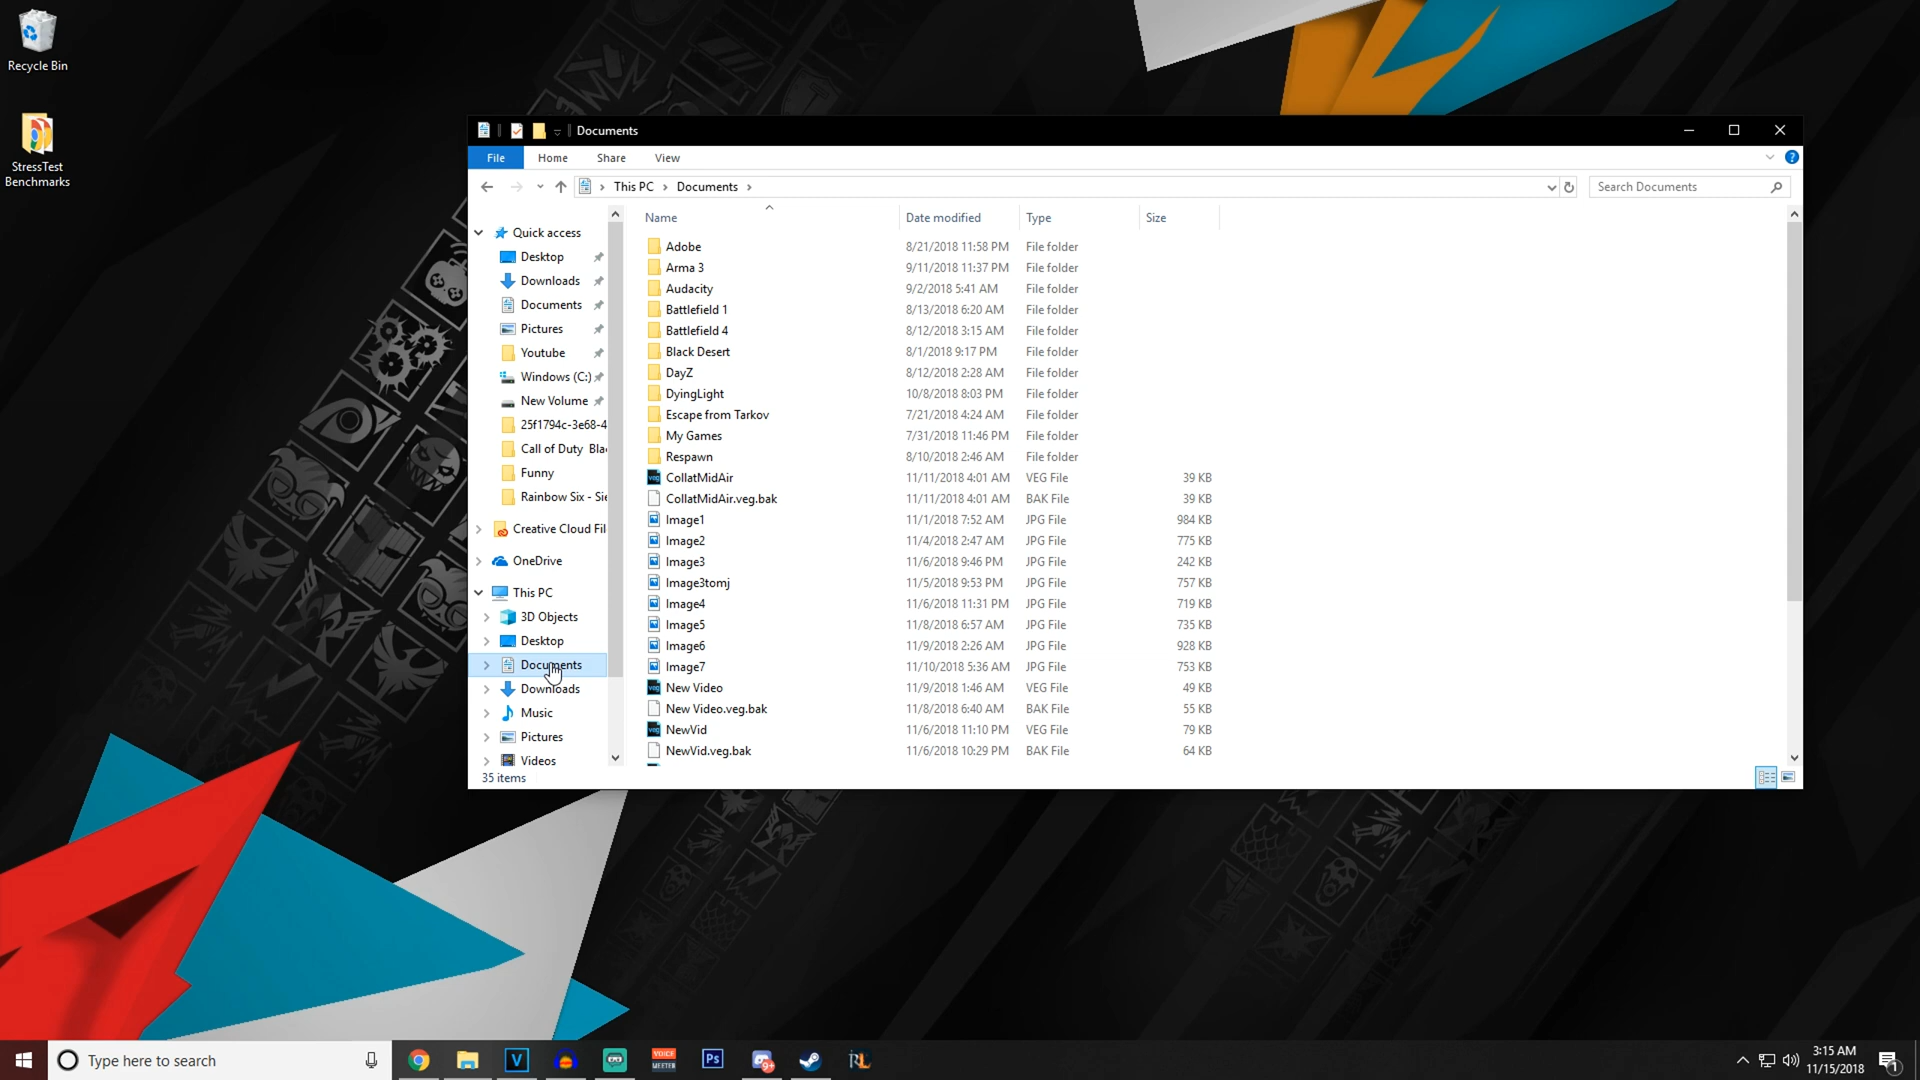 Recycle Bin
StressTest
Benchmarks
Documents
File Home Share View
This PC Documents
Search Documents
Name Date modified Type Size
Quick access
Desktop
Downloads
Documents
Pictures
Youtube
Windows (C:)
New Volume
25f1794c-3e68-4
Call of Duty Bla
Funny
Rainbow Six - Sie
Creative Cloud Fil
OneDrive
This PC
3D Objects
Desktop
Documents
Downloads
Music
Pictures
Videos
Adobe 8/21/2018 11:58 PM File folder
Arma 3 9/11/2018 11:37 PM File folder
Audacity 9/2/2018 5:41 AM File folder
Battlefield 1 8/13/2018 6:20 AM File folder
Battlefield 4 8/12/2018 3:15 AM File folder
Black Desert 8/1/2018 9:17 PM File folder
DayZ 8/12/2018 2:28 AM File folder
DyingLight 10/8/2018 8:03 PM File folder
Escape from Tarkov 7/21/2018 4:24 AM File folder
My Games 7/31/2018 11:46 PM File folder
Respawn 8/10/2018 2:46 AM File folder
CollatMidAir 11/11/2018 4:01 AM VEG File 39 KB
CollatMidAir.veg.bak 11/11/2018 4:01 AM BAK File 39 KB
Image1 11/1/2018 7:52 AM JPG File 984 KB
Image2 11/4/2018 2:47 AM JPG File 775 KB
Image3 11/6/2018 9:46 PM JPG File 242 KB
Image3tomj 11/5/2018 9:53 PM JPG File 757 KB
Image4 11/6/2018 11:31 PM JPG File 719 KB
Image5 11/8/2018 6:57 AM JPG File 735 KB
Image6 11/9/2018 2:26 AM JPG File 928 KB
Image7 11/10/2018 5:36 AM JPG File 753 KB
New Video 11/9/2018 1:46 AM VEG File 49 KB
New Video.veg.bak 11/8/2018 6:40 AM BAK File 55 KB
NewVid 11/6/2018 11:10 PM VEG File 79 KB
NewVid.veg.bak 11/6/2018 10:29 PM BAK File 64 KB
35 items
Type here to search
V
VOICE
MEETER
Ps
9+
RL
3:15 AM
11/15/2018
1